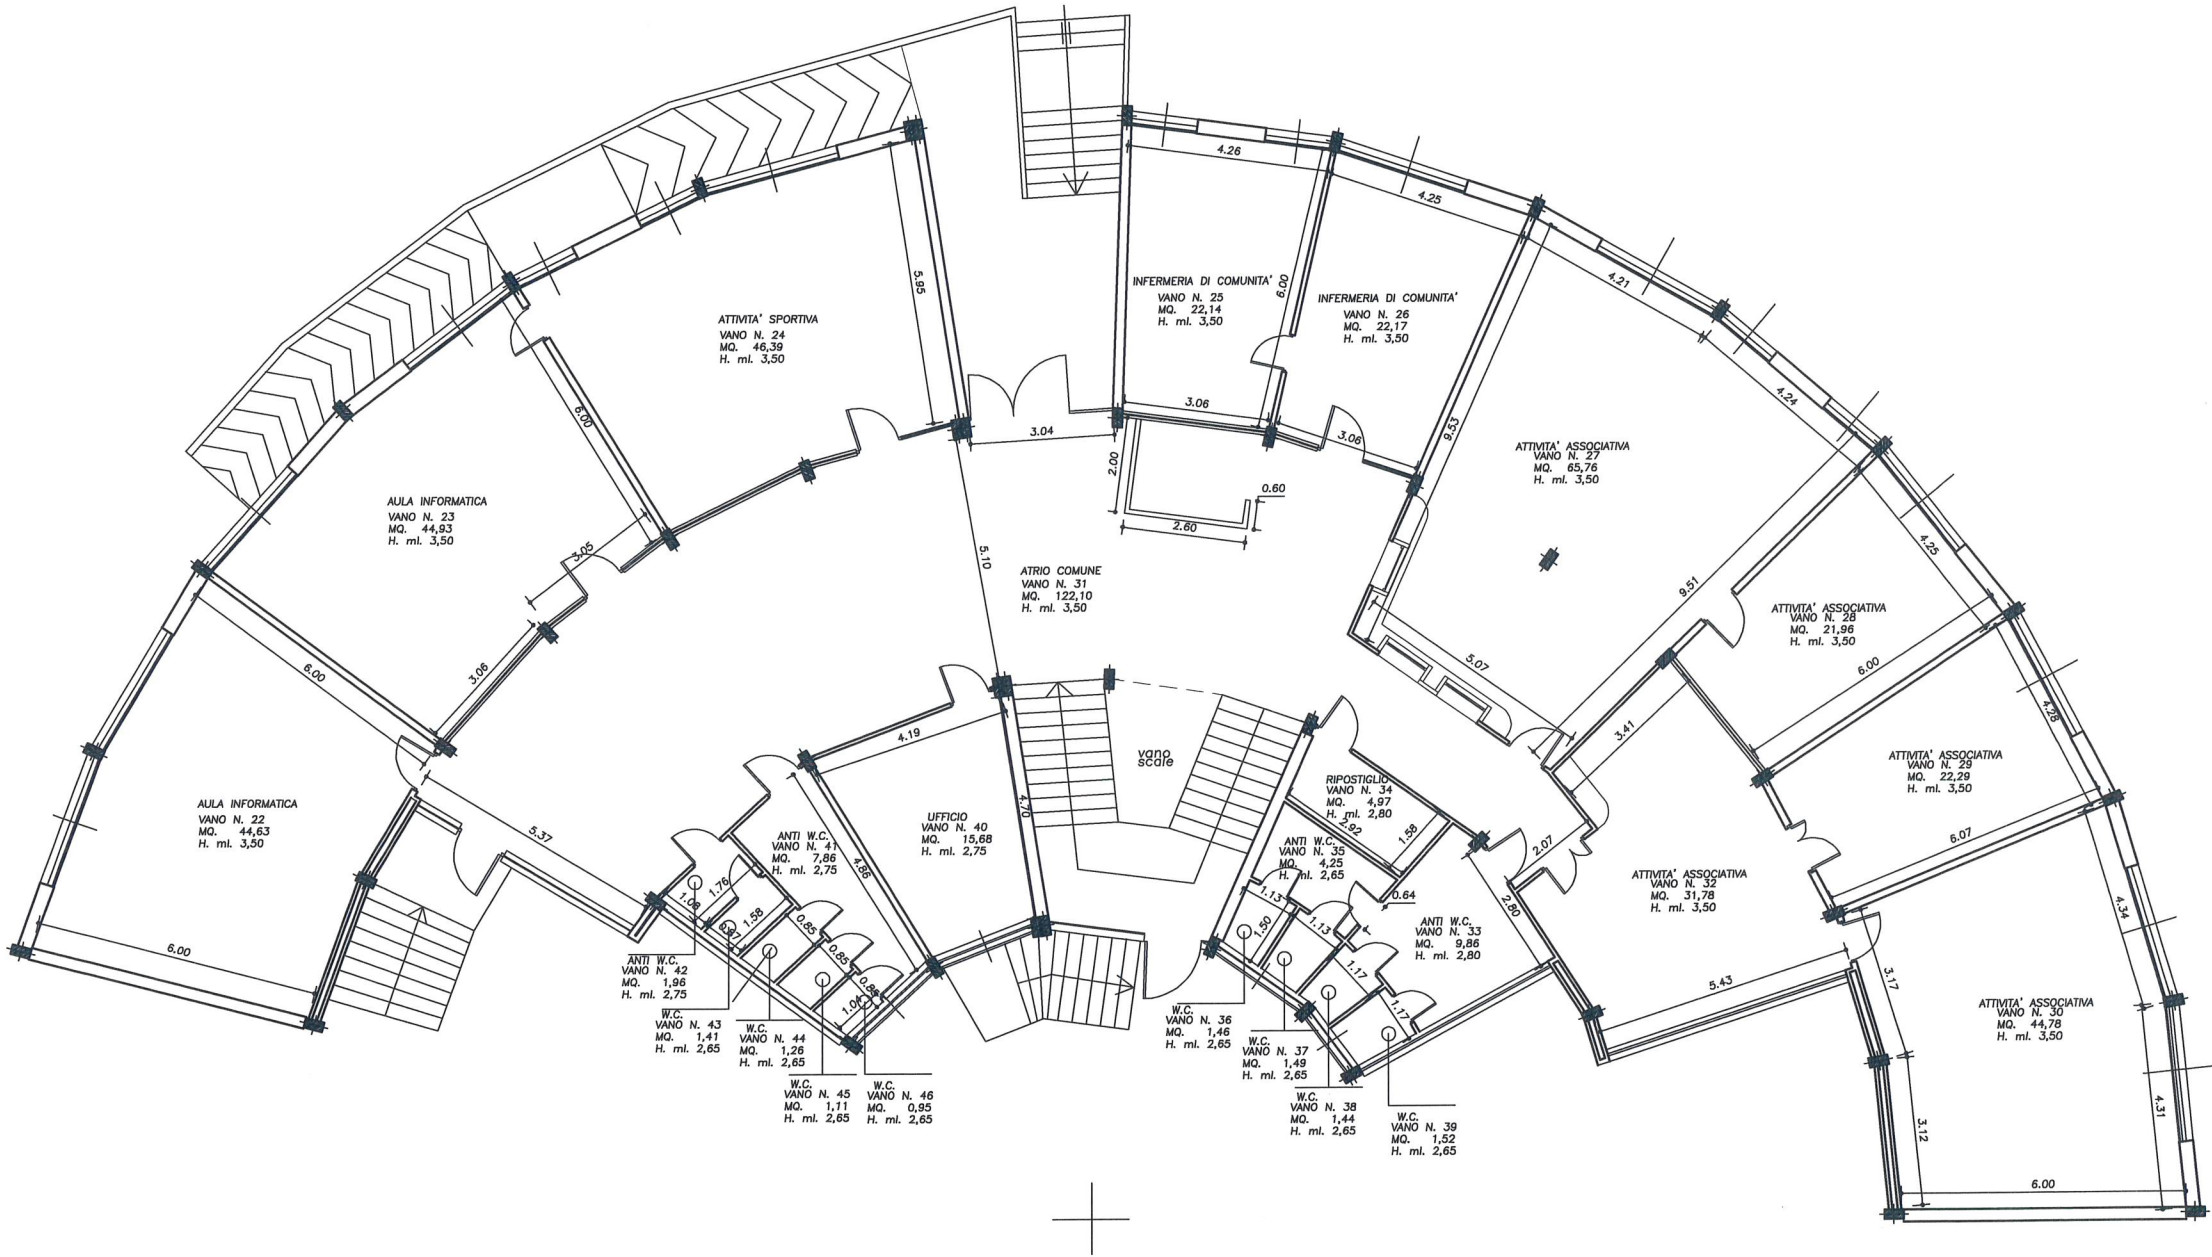 4.26
4.25
INFERMERIA DI COMUNITA'
VANO N. 25
MQ. 22,14
H. ml. 3,50
6.00
INFERMERIA DI COMUNITA'
VANO N. 26
MQ. 22,17
H. ml. 3,50
4.21
5.95
ATTIVITA' SPORTIVA
VANO N. 24
MQ. 46,39
H. ml. 3,50
6.00
3.04
3.06
3.06
9.53
4.24
ATTIVITA' ASSOCIATIVA
VANO N. 27
MQ. 65,76
H. ml. 3,50
2.00
0.60
2.60
AULA INFORMATICA
VANO N. 23
MQ. 44,93
H. ml. 3,50
3.05
5.10
ATRIO COMUNE
VANO N. 31
MQ. 122,10
H. ml. 3,50
4.25
9.51
ATTIVITA' ASSOCIATIVA
VANO N. 28
MQ. 21,96
H. ml. 3,50
6.00
3.06
6.00
5.07
3.41
4.28
4.19
vano
scale
ATTIVITA' ASSOCIATIVA
VANO N. 29
MQ. 22,29
H. ml. 3,50
AULA INFORMATICA
VANO N. 22
MQ. 44,63
H. ml. 3,50
5.37
UFFICIO
VANO N. 40
MQ. 15,68
H. ml. 2,75
4.70
4.86
RIPOSTIGLIO
VANO N. 34
MQ. 4,97
H. ml. 2,80
2.92
1.58
ANTI W.C.
VANO N. 41
MQ. 7,86
H. ml. 2,75
ANTI W.C.
VANO N. 35
MQ. 4,25
H. ml. 2,65
2.07
6.07
ATTIVITA' ASSOCIATIVA
VANO N. 32
MQ. 31,78
H. ml. 3,50
1.76
1.08
1.58
0.97
0.85
0.85
0.85
1.04
1.13
1.50
1.13
0.64
1.17
1.17
2.80
ANTI W.C.
VANO N. 33
MQ. 9,86
H. ml. 2,80
4.34
6.00
5.43
3.17
ANTI W.C.
VANO N. 42
MQ. 1,96
H. ml. 2,75
W.C.
VANO N. 43
MQ. 1,41
H. ml. 2,65
W.C.
VANO N. 44
MQ. 1,26
H. ml. 2,65
W.C.
VANO N. 45
MQ. 1,11
H. ml. 2,65
W.C.
VANO N. 46
MQ. 0,95
H. ml. 2,65
W.C.
VANO N. 36
MQ. 1,46
H. ml. 2,65
W.C.
VANO N. 37
MQ. 1,49
H. ml. 2,65
W.C.
VANO N. 38
MQ. 1,44
H. ml. 2,65
W.C.
VANO N. 39
MQ. 1,52
H. ml. 2,65
ATTIVITA' ASSOCIATIVA
VANO N. 30
MQ. 44,78
H. ml. 3,50
4.31
3.12
6.00